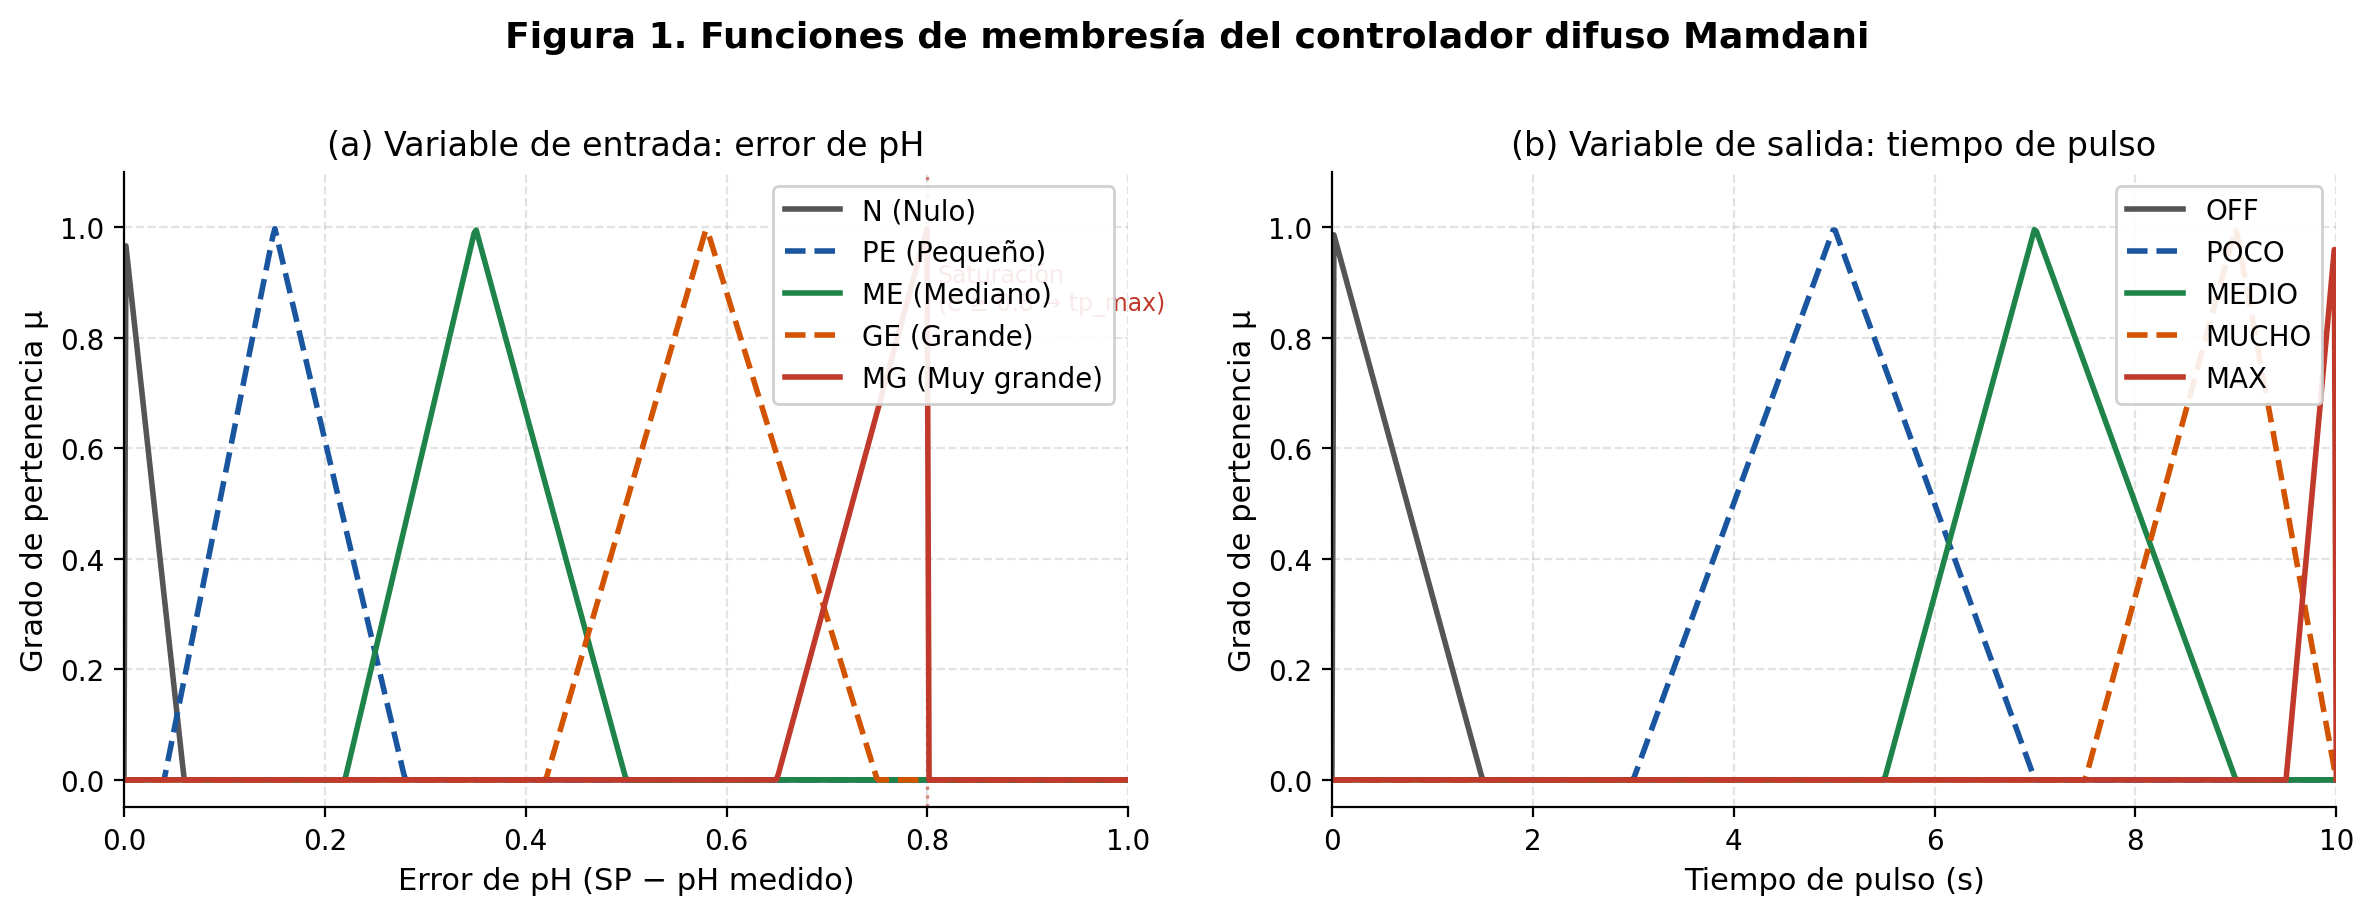 Figura 1. Funciones de membresía del controlador difuso Mamdani
(a) Variable de entrada: error de pH
Grado de pertenencia μ
1.0
0.8
0.6
0.4
0.2
0.0
N (Nulo)
PE (Pequeño)
ME (Mediano)
GE (Grande)
MG (Muy grande)
Saturación
→ tp_max)
0.0
0.2
0.4
0.6
0.8
1.0
Error de pH (SP − pH medido)
(b) Variable de salida: tiempo de pulso
Grado de pertenencia μ
1.0
0.8
0.6
0.4
0.2
0.0
OFF
POCO
MEDIO
MUCHO
MAX
0
2
4
6
8
10
Tiempo de pulso (s)